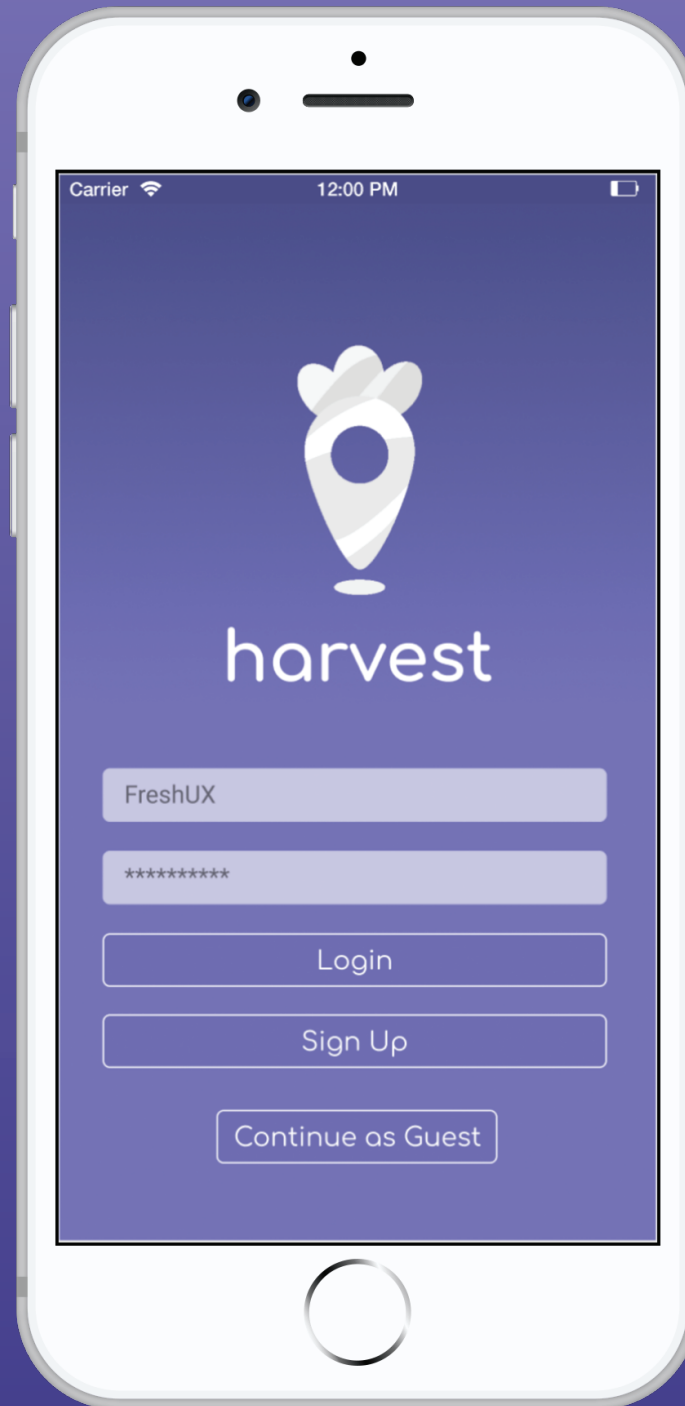 Carrier 12:00 PM
harvest
FreshUX
**********
Login
Sign Up
Continue as Guest